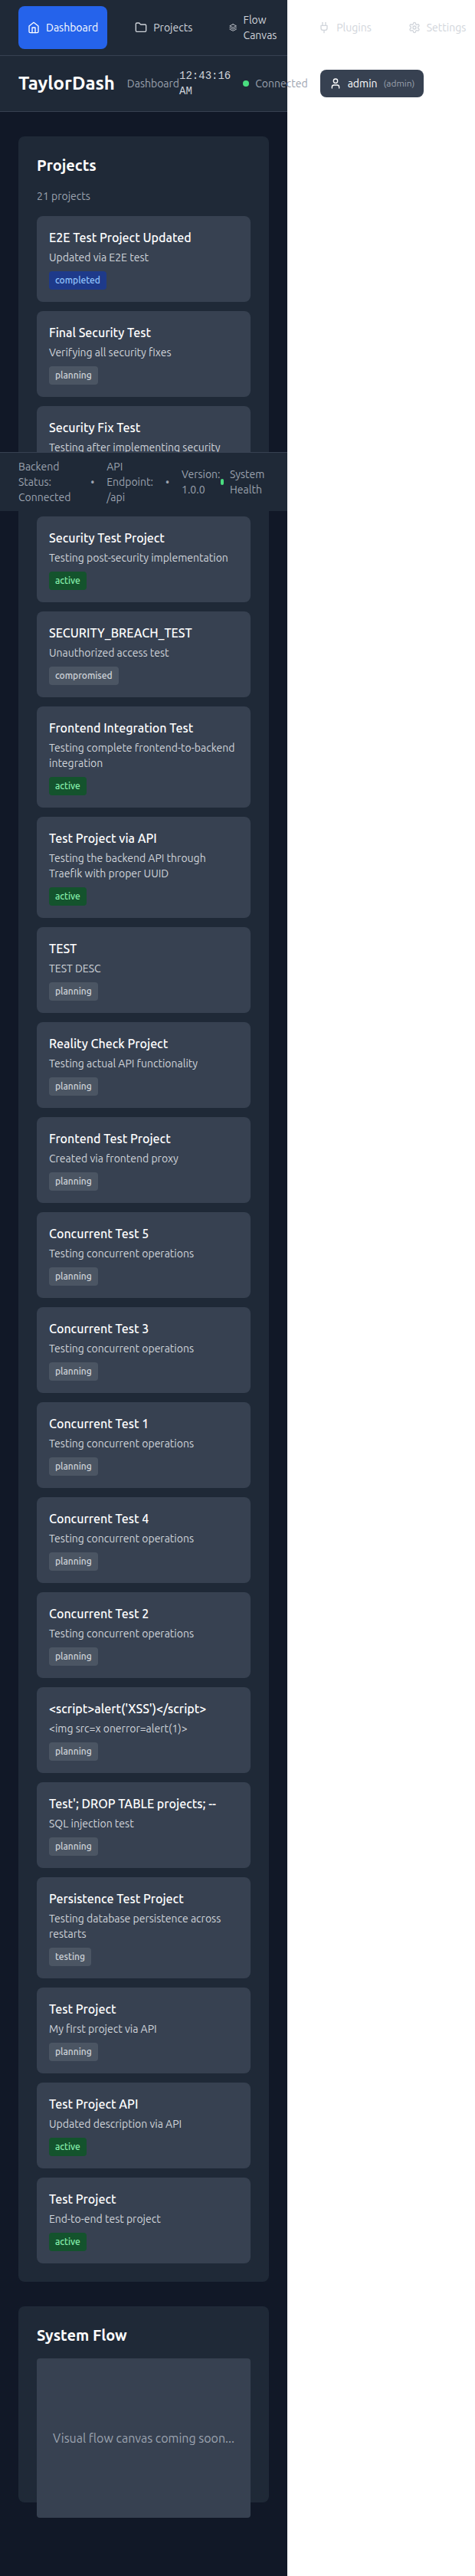 Dashboard
Projects
Flow
Canvas
Plugins
Settings
TaylorDash
Dashboard
12:43:16
AM
Connected
admin
(admin)
Projects
21 projects
E2E Test Project Updated
Updated via E2E test
completed
Final Security Test
Verifying all security fixes
planning
Security Fix Test
Testing after implementing security
Backend
Status:
Connected
•
API
Endpoint:
/api
•
Version:
1.0.0
System
Health
Security Test Project
Testing post-security implementation
active
SECURITY_BREACH_TEST
Unauthorized access test
compromised
Frontend Integration Test
Testing complete frontend-to-backend
integration
active
Test Project via API
Testing the backend API through
Traefik with proper UUID
active
TEST
TEST DESC
planning
Reality Check Project
Testing actual API functionality
planning
Frontend Test Project
Created via frontend proxy
planning
Concurrent Test 5
Testing concurrent operations
planning
Concurrent Test 3
Testing concurrent operations
planning
Concurrent Test 1
Testing concurrent operations
planning
Concurrent Test 4
Testing concurrent operations
planning
Concurrent Test 2
Testing concurrent operations
planning
<script>alert('XSS')</script>
<img src=x onerror=alert(1)>
planning
Test'; DROP TABLE projects; --
SQL injection test
planning
Persistence Test Project
Testing database persistence across
restarts
testing
Test Project
My first project via API
planning
Test Project API
Updated description via API
active
Test Project
End-to-end test project
active
System Flow
Visual flow canvas coming soon...